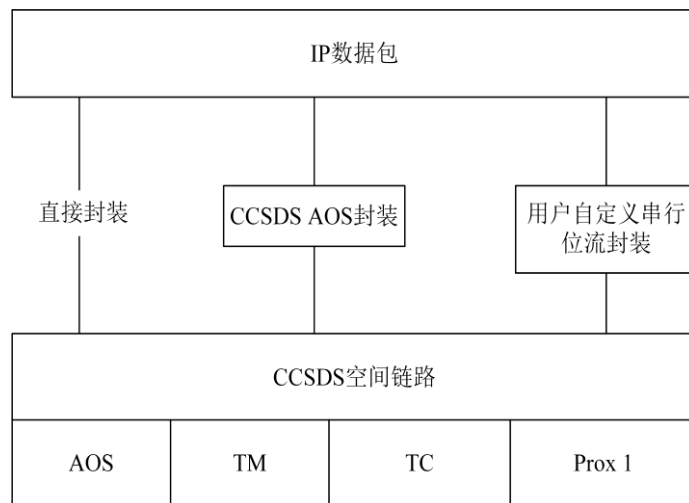 IP数据包
直接封装
CCSDS AOS封装
用户自定义串行
位流封装
CCSDS空间链路
AOS
TM
TC
Prox 1